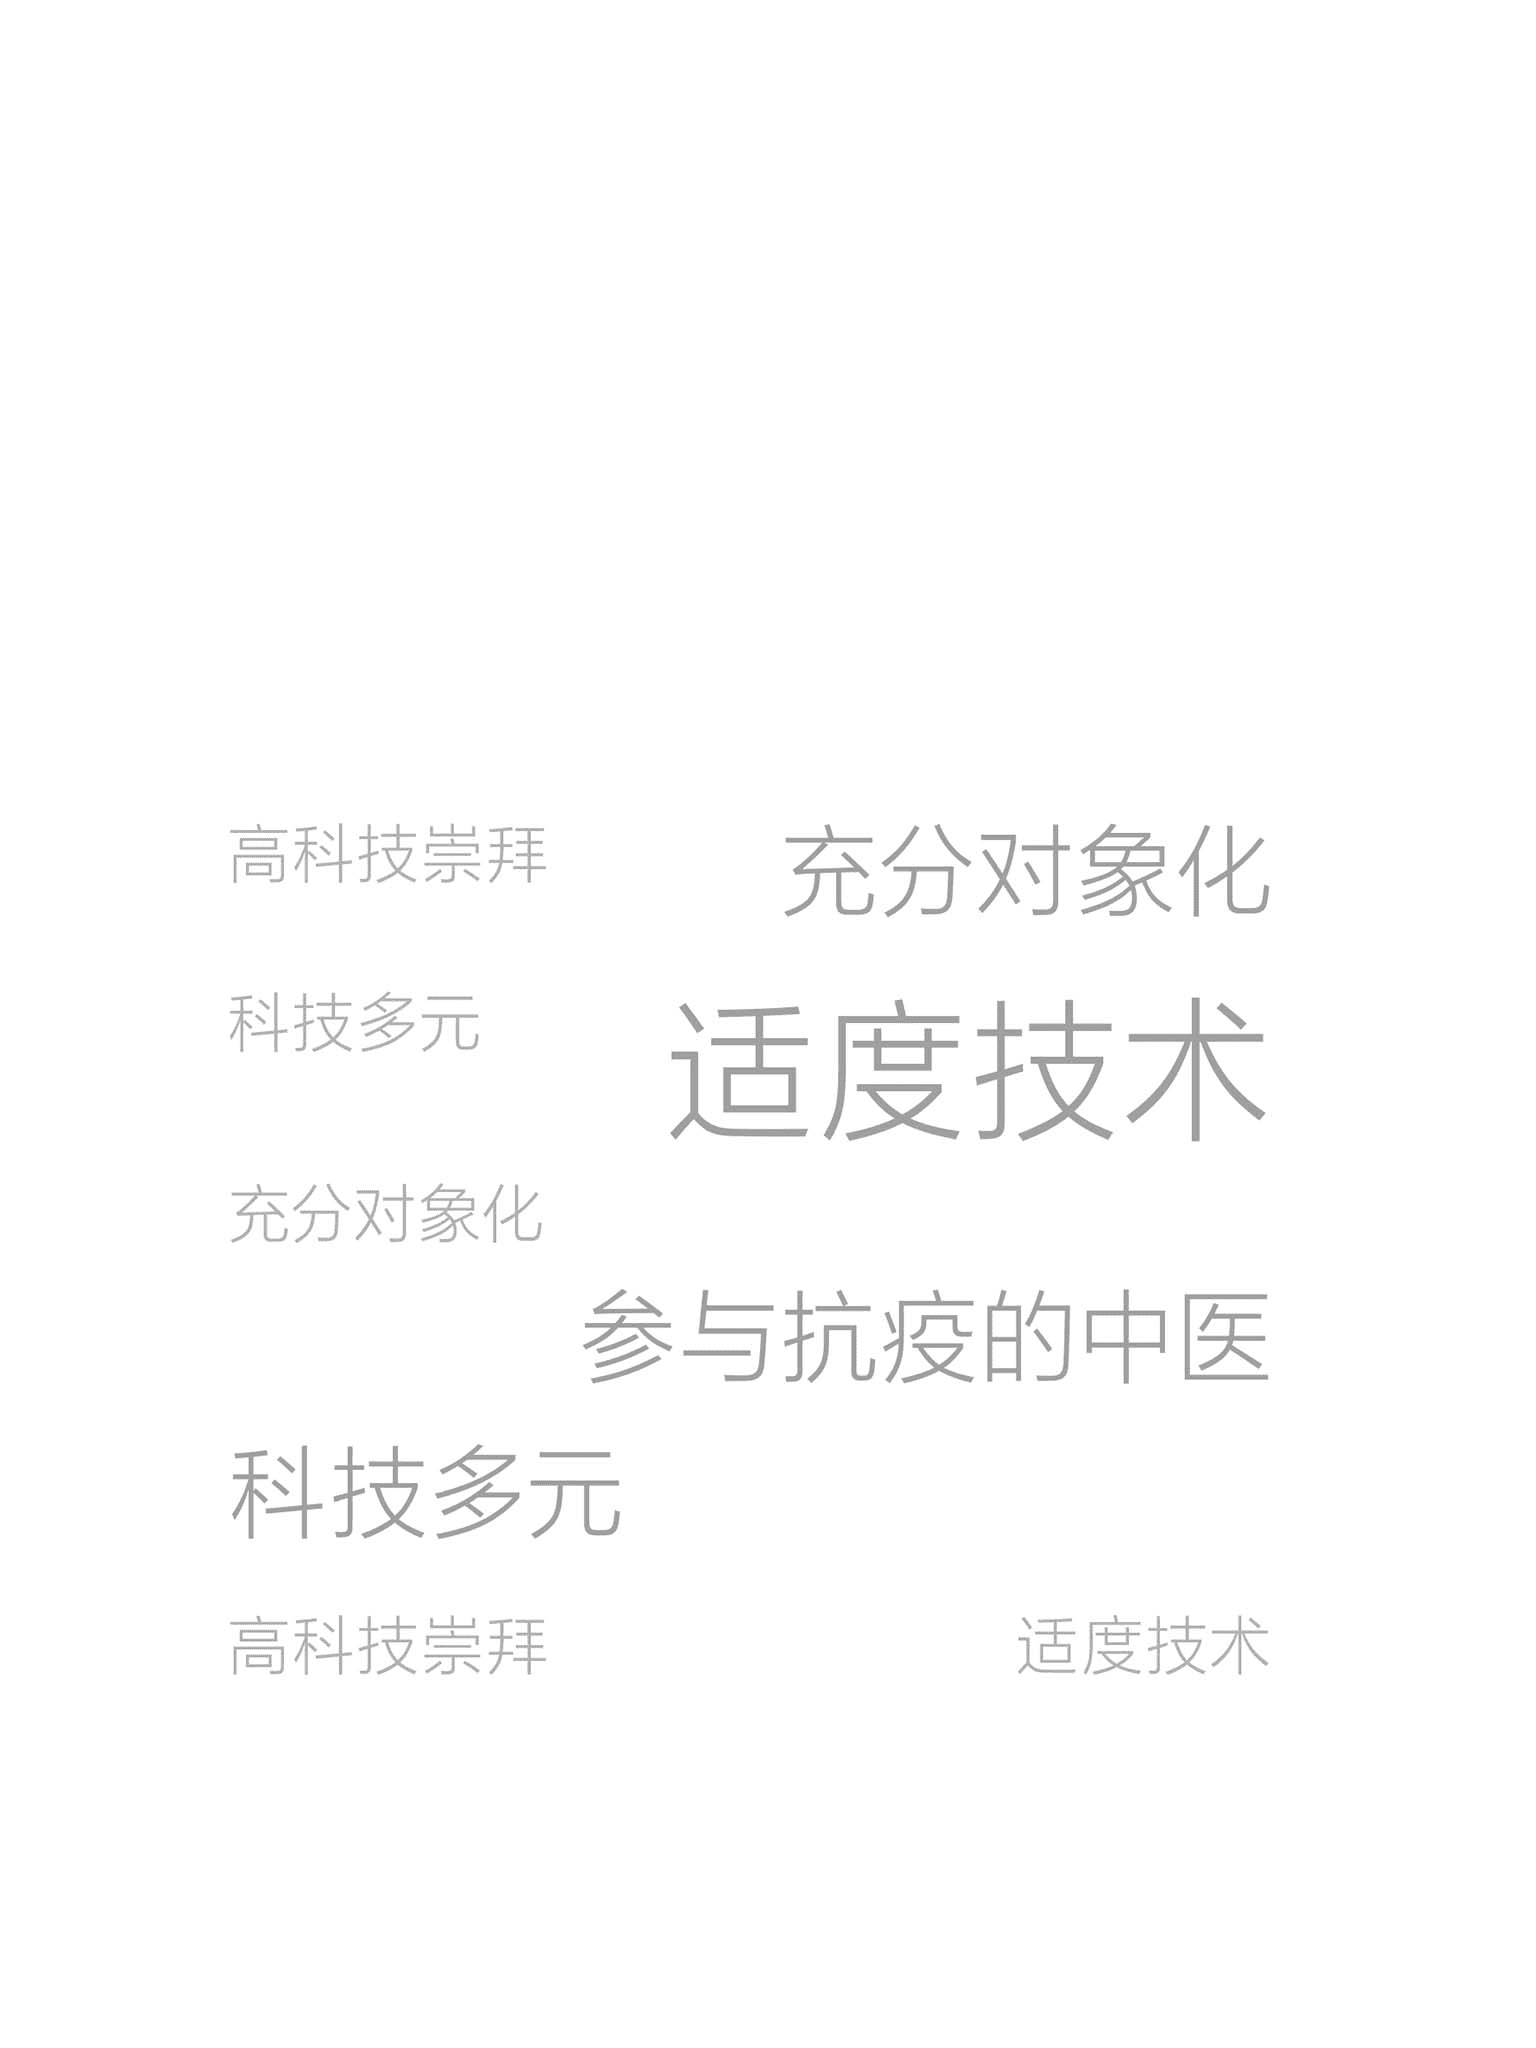 高科技崇拜
充分对象化
科技多元
适度技术
充分对象化
参与抗疫的中医
科技多元
高科技崇拜
适度技术